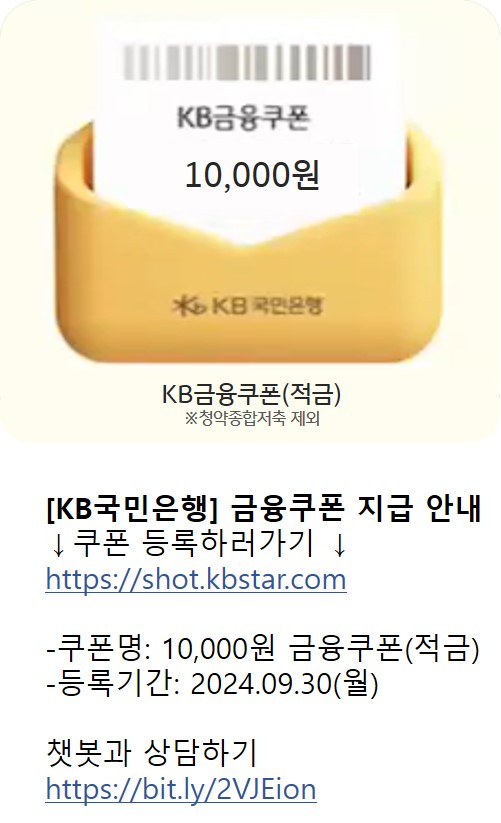 KB금융쿠폰
10,000원
KB 국민은행
KB금융쿠폰(적금)
※청약종합저축 제외
[KB국민은행] 금융쿠폰 지급 안내
↓쿠폰 등록하러가기 ↓
https://shot.kbstar.com
-쿠폰명: 10,000원 금융쿠폰(적금)
-등록기간: 2024.09.30(월)
챗봇과 상담하기
https://bit.ly/2VJEion